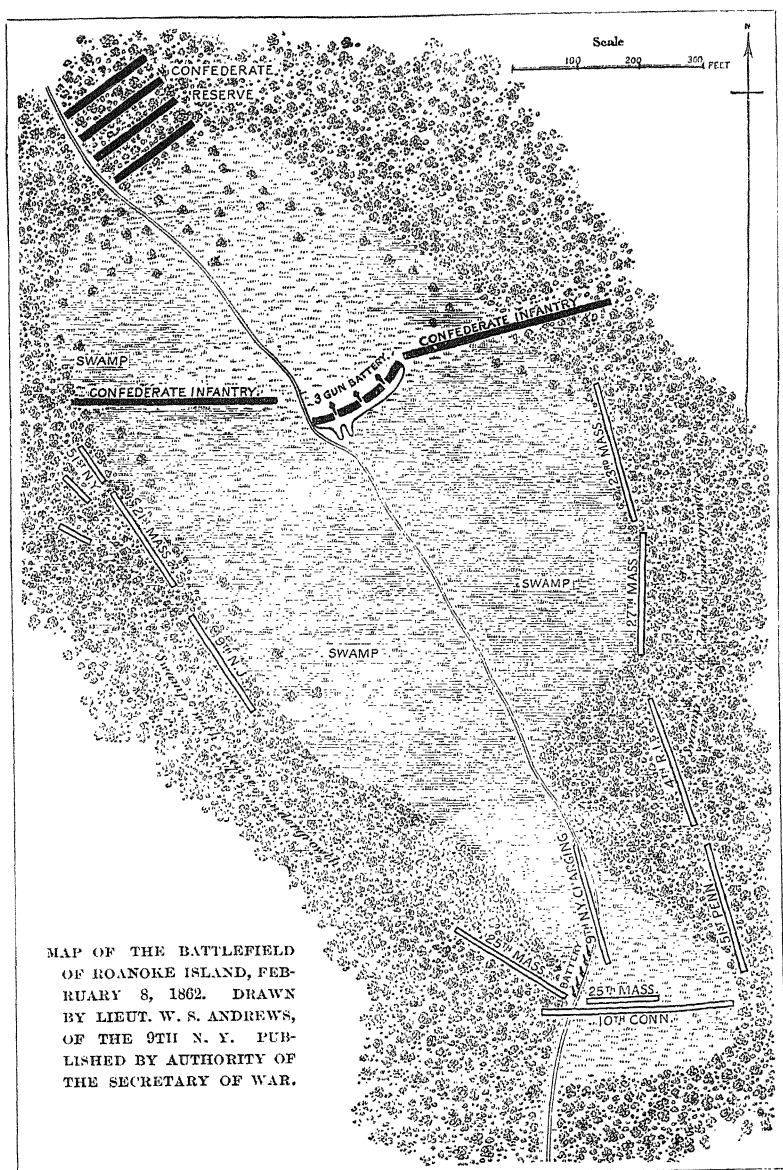 Scale
100 200 300 FEET
N
CONFEDERATE
RESERVE
CONFEDERATE INFANTRY
3 GUN BATTERY
SWAMP
CONFEDERATE INFANTRY
23RD MASS
27TH MASS
SWAMP
SWAMP
4TH R.I.
51ST PENN
9TH NY CHARGING
25TH MASS
BATTERY
25TH MASS.
10TH CONN.
MAP OF THE BATTLEFIELD
OF ROANOKE ISLAND, FEB-
RUARY 8, 1862. DRAWN
BY LIEUT. W. S. ANDREWS,
OF THE 9TH N. Y. PUB-
LISHED BY AUTHORITY OF
THE SECRETARY OF WAR.